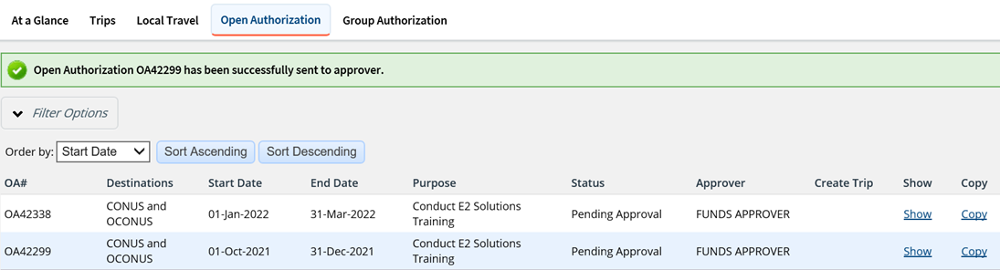 At a Glance Trips Local Travel Open Authorization Group Authorization
Open Authorization OA42299 has been successfully sent to approver.
Filter Options
Order by: Start Date Sort Ascending Sort Descending
OA# Destinations Start Date End Date Purpose Status Approver Create Trip Show Copy
OA42338 CONUS and OCONUS 01-Jan-2022 31-Mar-2022 Conduct E2 Solutions Training Pending Approval FUNDS APPROVER Show Copy
OA42299 CONUS and OCONUS 01-Oct-2021 31-Dec-2021 Conduct E2 Solutions Training Pending Approval FUNDS APPROVER Show Copy